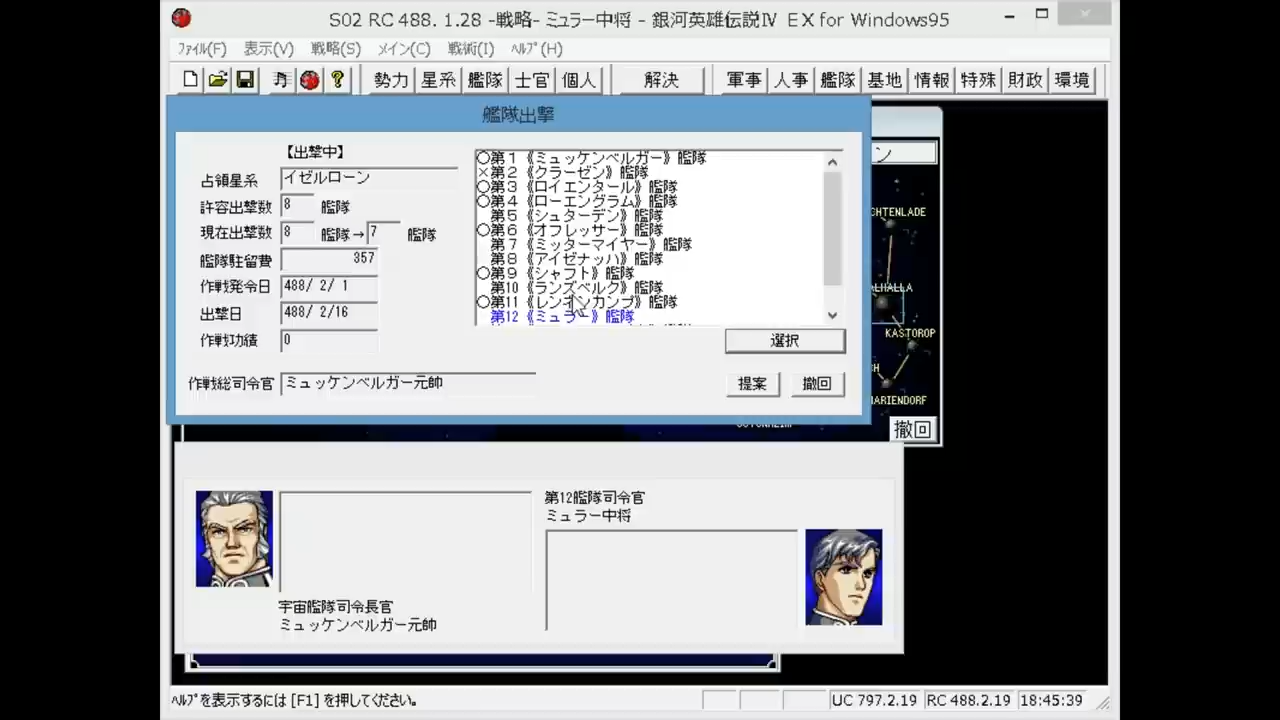 S02 RC 488. 1.28 -戦略- ミュラー中将 - 銀河英雄伝説Ⅳ EX for Windows95
ファイル(F) 表示(V) 戦略(S) メイン(C) 戦術(I) ヘルプ(H)
勢力 星系 艦隊 士官 個人 解決 軍事 人事 艦隊 基地 情報 特殊 財政 環境
艦隊出撃
【出撃中】
占領星系 イゼルローン
許容出撃数 8 艦隊
現在出撃数 8 艦隊→7 艦隊
艦隊駐留費 357
作戦発令日 488/ 2/ 1
出撃日 488/ 2/16
作戦功績 0
作戦総司令官 ミュッケンベルガー元帥
○第1《ミュッケンベルガー》艦隊
×第2《クラーゼン》艦隊
○第3《ロイエンタール》艦隊
○第4《ローエングラム》艦隊
第5《シュターデン》艦隊
○第6《オフレッサー》艦隊
第7《ミッターマイヤー》艦隊
第8《アイゼナッハ》艦隊
○第9《シャフト》艦隊
第10《ランズベルク》艦隊
○第11《レンネンカンプ》艦隊
第12《ミュラー》艦隊
選択
提案 撤回
ン
CHTENLADE
ALHALLA
KASTOROP
CH
MARIENDORF
撤回
第12艦隊司令官
ミュラー中将
宇宙艦隊司令長官
ミュッケンベルガー元帥
ヘルプを表示するには [F1] を押してください。
UC 797.2.19 RC 488.2.19 18:45:39